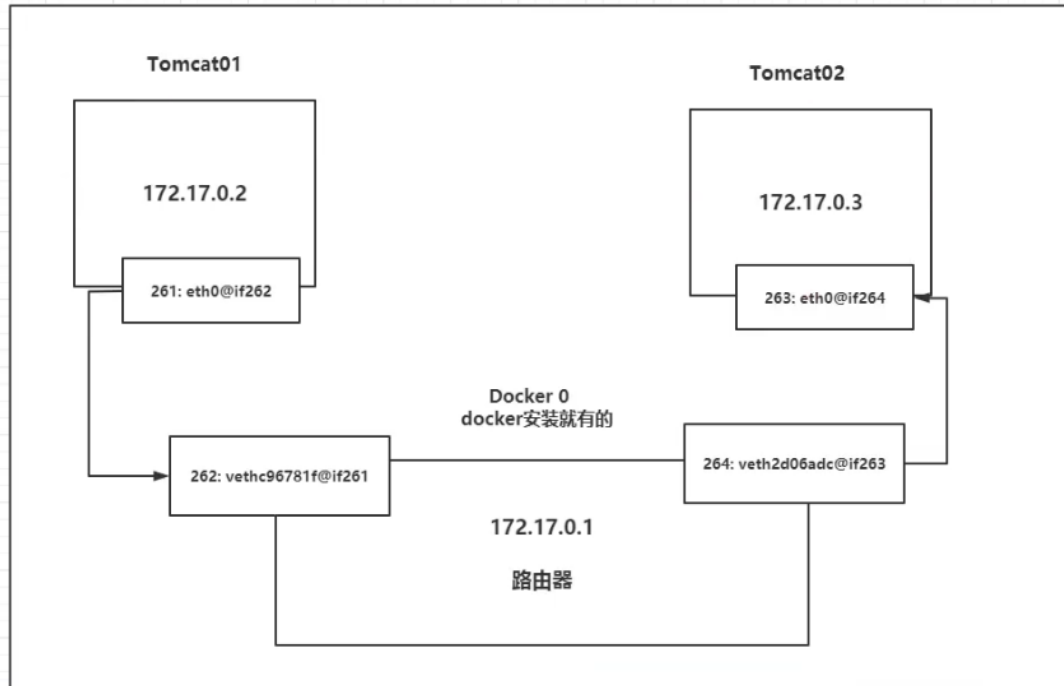 Tomcat01
Tomcat02
172.17.0.2
172.17.0.3
261: eth0@if262
263: eth0@if264
Docker 0
docker安装就有的
262: vethc96781f@if261
264: veth2d06adc@if263
172.17.0.1
路由器